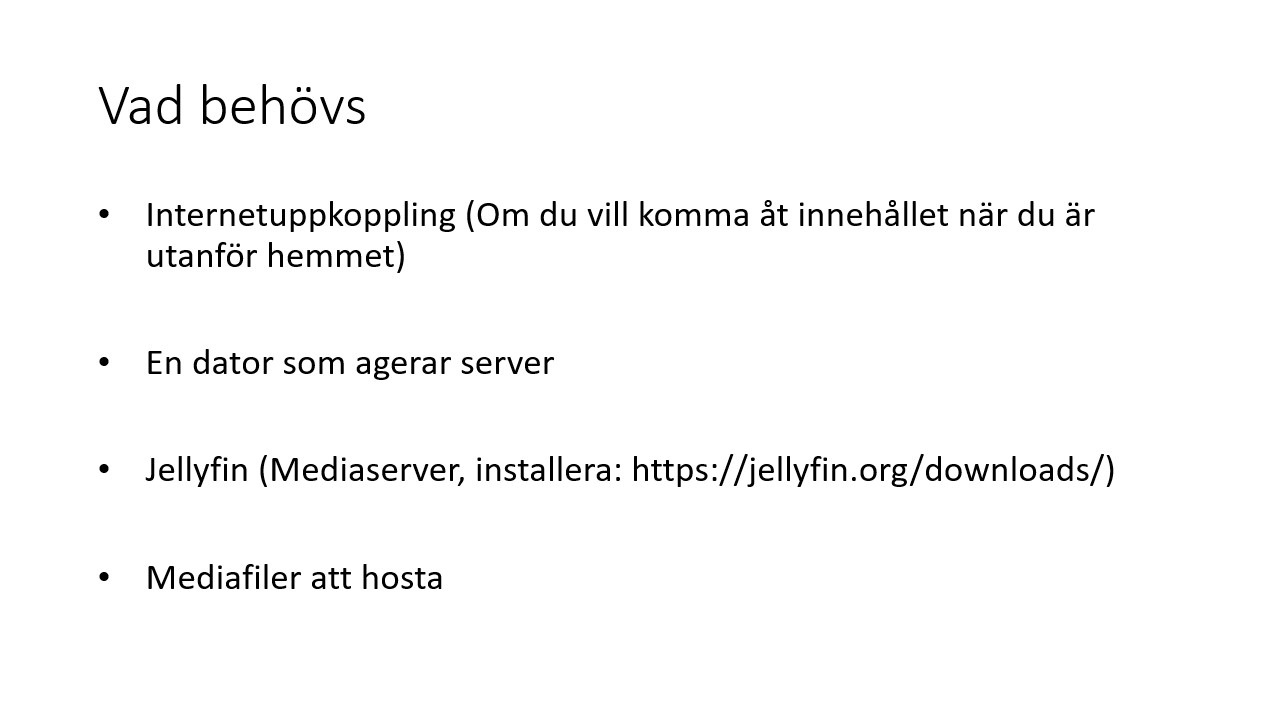 Vad behövs
• Internetuppkoppling (Om du vill komma åt innehållet när du är
utanför hemmet)
• En dator som agerar server
• Jellyfin (Mediaserver, installera: https://jellyfin.org/downloads/)
• Mediafiler att hosta